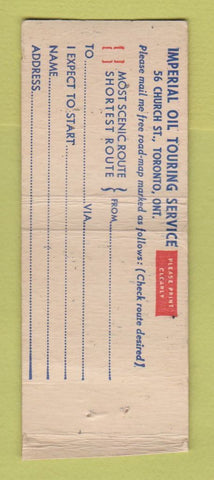 IMPERIAL OIL TOURING SERVICE
56 CHURCH ST., TORONTO, ONT.
PLEASE PRINT
CLEARLY
Please mail me free road-map marked as follows: (Check route desired)
[ ] MOST SCENIC ROUTE
[ ] SHORTEST ROUTE } FROM
TO VIA
I EXPECT TO START
NAME
ADDRESS